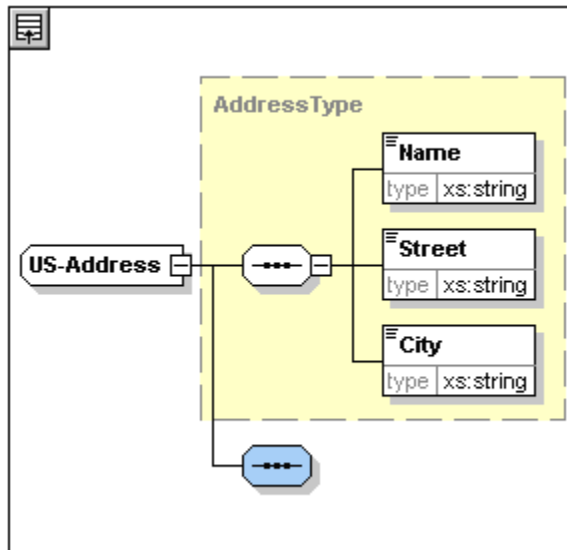 AddressType
Name
type xs:string
US-Address
Street
type xs:string
City
type xs:string